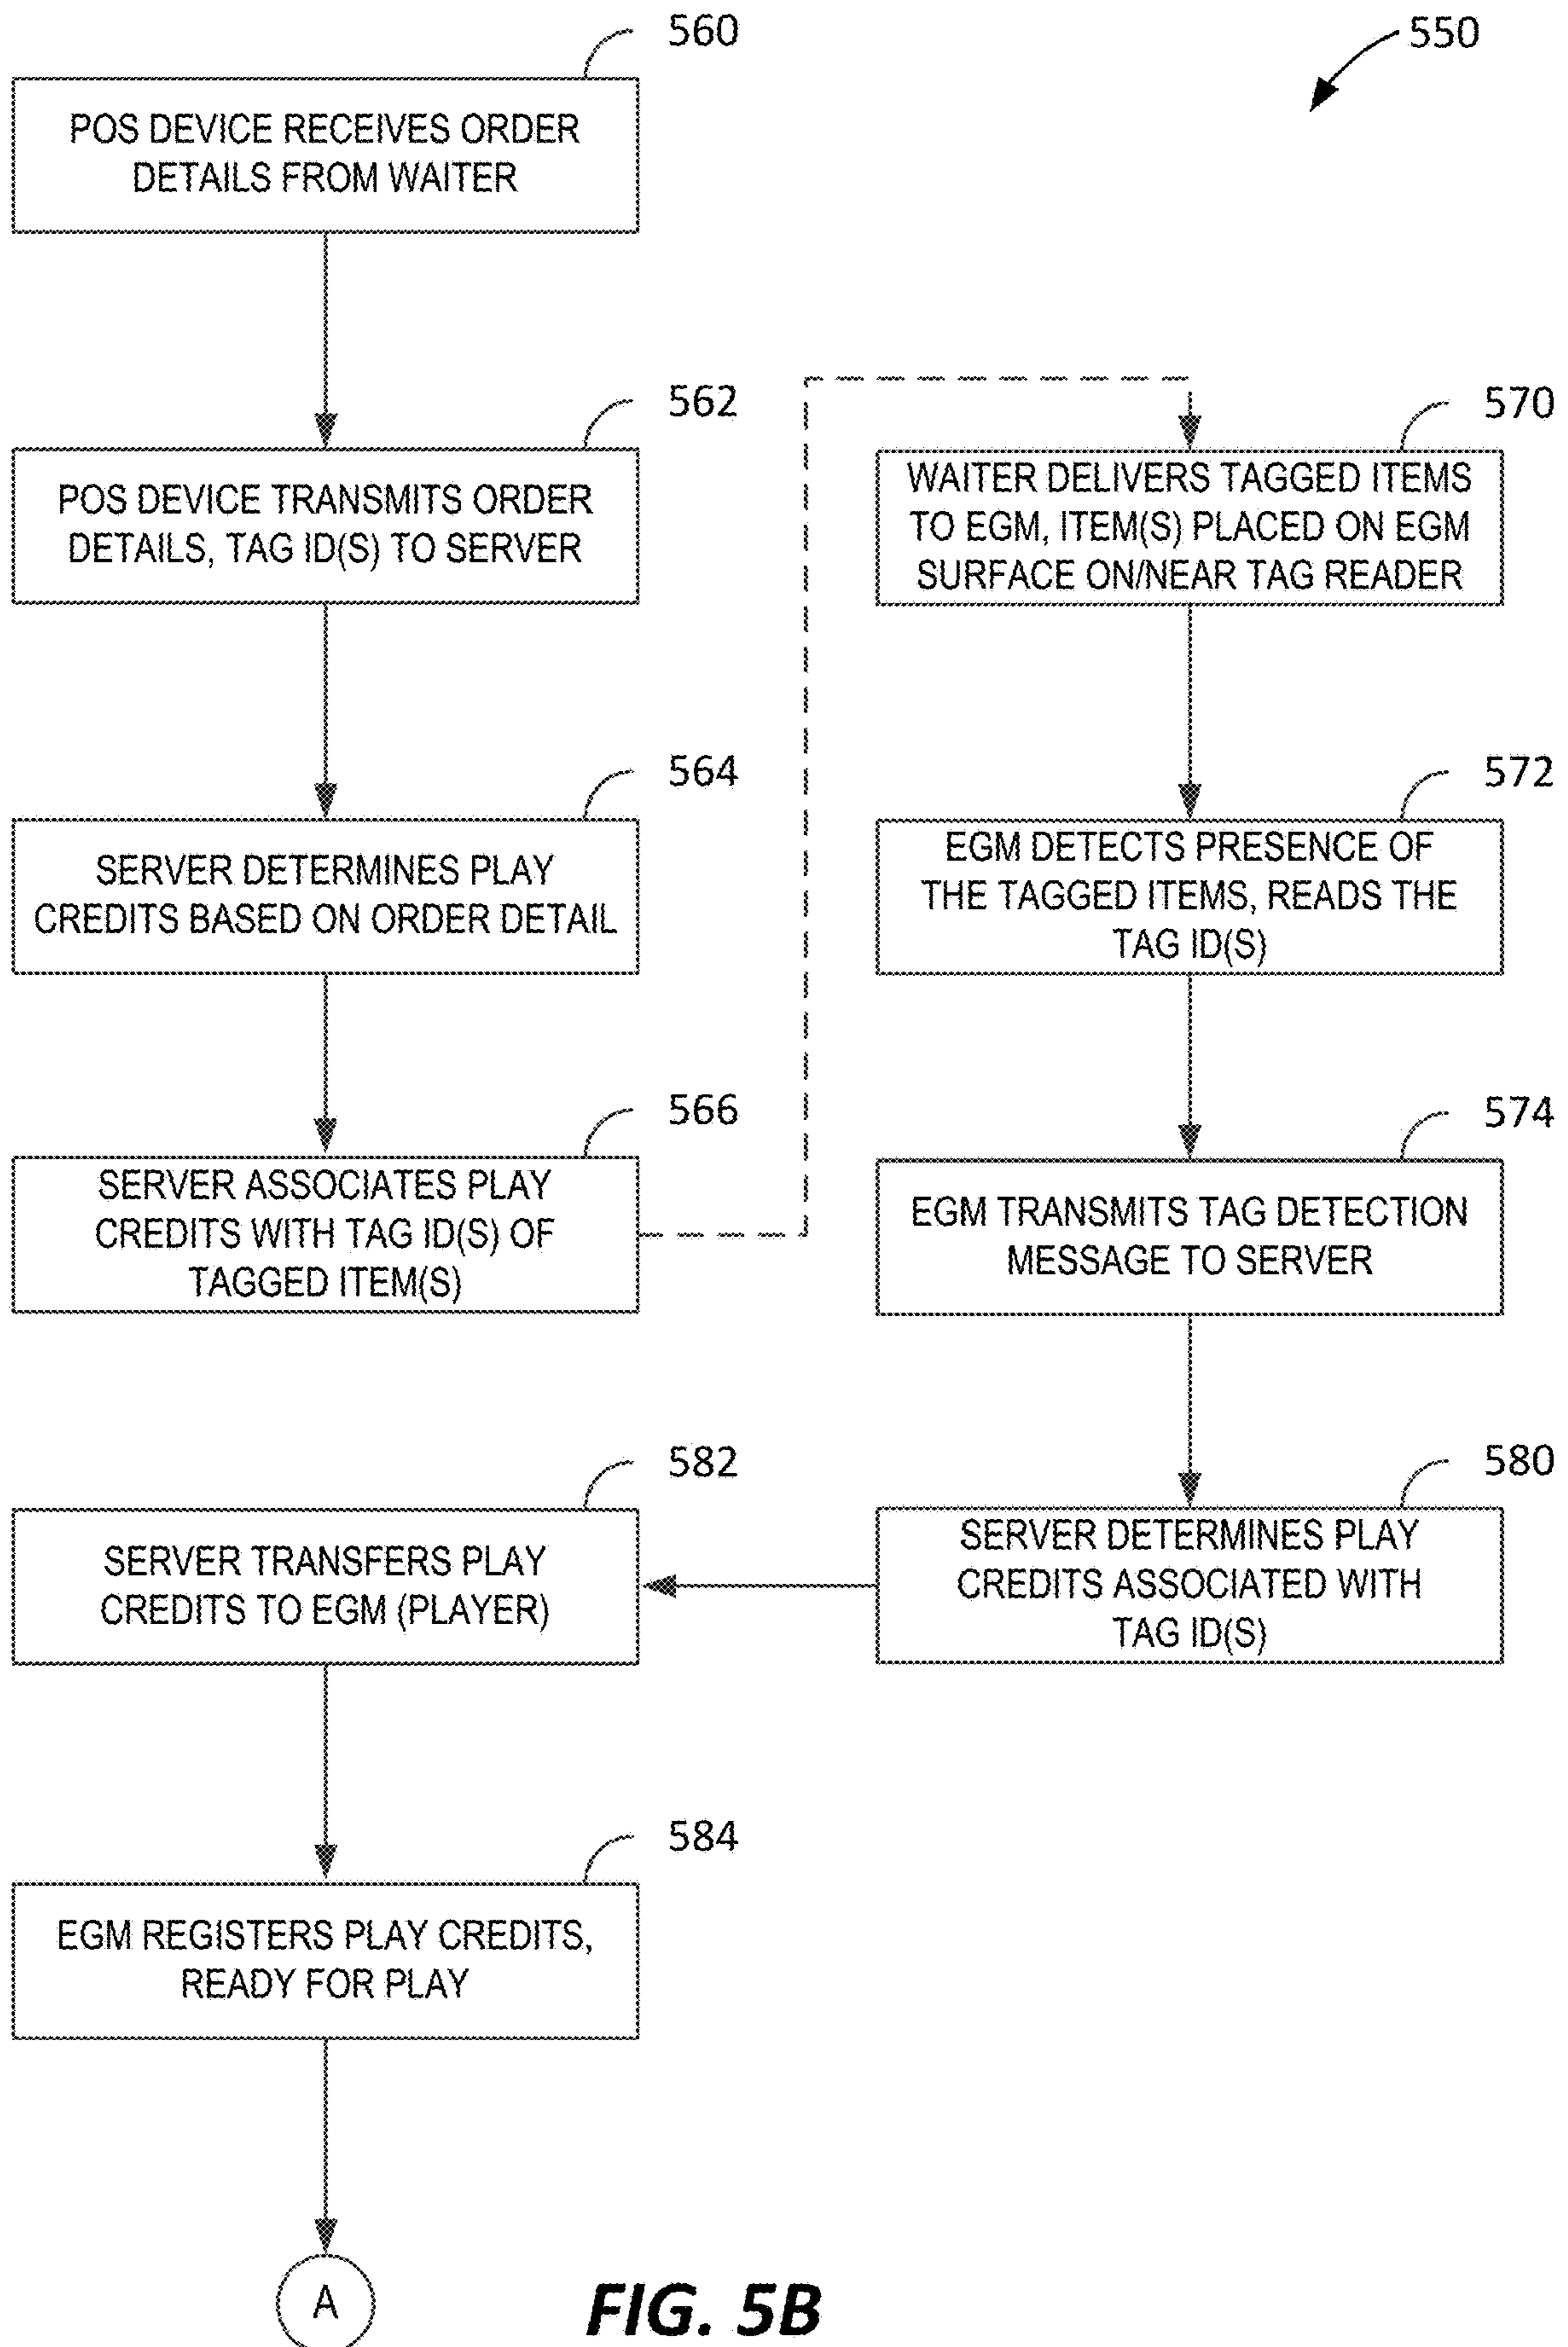 550
560
POS DEVICE RECEIVES ORDER
DETAILS FROM WAITER
562
POS DEVICE TRANSMITS ORDER
DETAILS, TAG ID(S) TO SERVER
564
SERVER DETERMINES PLAY
CREDITS BASED ON ORDER DETAIL
566
SERVER ASSOCIATES PLAY
CREDITS WITH TAG ID(S) OF
TAGGED ITEM(S)
570
WAITER DELIVERS TAGGED ITEMS
TO EGM, ITEM(S) PLACED ON EGM
SURFACE ON/NEAR TAG READER
572
EGM DETECTS PRESENCE OF
THE TAGGED ITEMS, READS THE
TAG ID(S)
574
EGM TRANSMITS TAG DETECTION
MESSAGE TO SERVER
580
SERVER DETERMINES PLAY
CREDITS ASSOCIATED WITH
TAG ID(S)
582
SERVER TRANSFERS PLAY
CREDITS TO EGM (PLAYER)
584
EGM REGISTERS PLAY CREDITS,
READY FOR PLAY
A
FIG. 5B